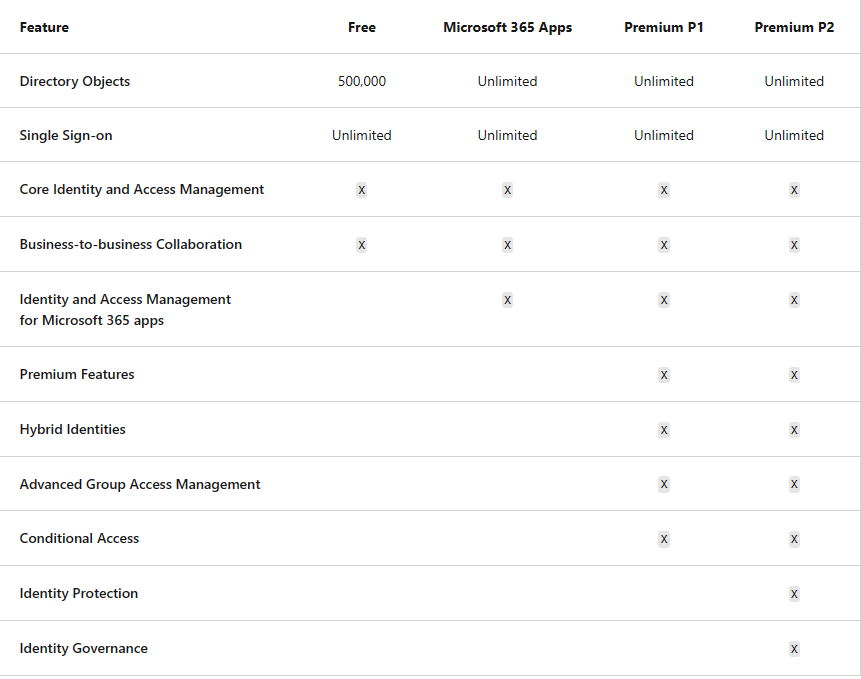 Feature Free Microsoft 365 Apps Premium P1 Premium P2
Directory Objects 500,000 Unlimited Unlimited Unlimited
Single Sign-on Unlimited Unlimited Unlimited Unlimited
Core Identity and Access Management X X X X
Business-to-business Collaboration X X X X
Identity and Access Management X X X
for Microsoft 365 apps
Premium Features X X
Hybrid Identities X X
Advanced Group Access Management X X
Conditional Access X X
Identity Protection X
Identity Governance X